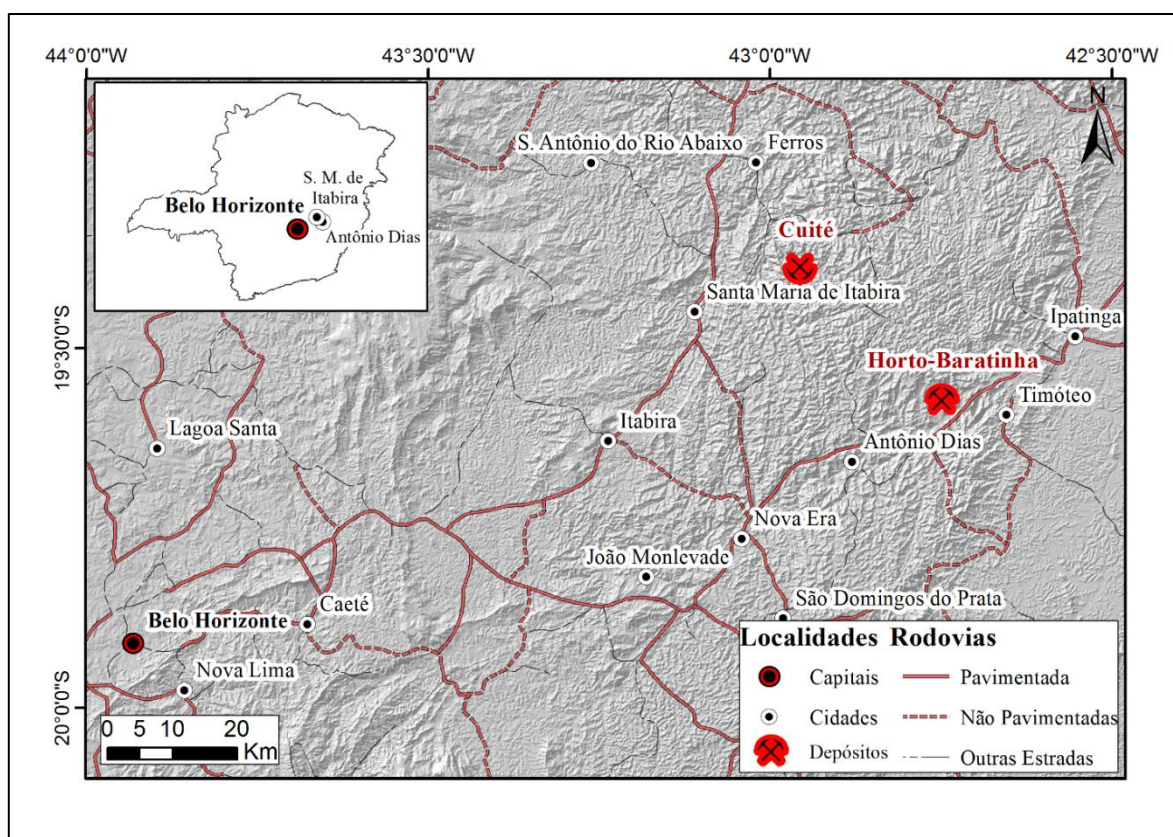 44°0'0"W
43°30'0"W
43°0'0"W
42°30'0"W
N
S. M. de
Itabira
Belo Horizonte
Antônio Dias
S. Antônio do Rio Abaixo
Ferros
Cuité
Santa Maria de Itabira
Ipatinga
19°30'0"S
Horto-Baratinha
Timóteo
Lagoa Santa
Itabira
Antônio Dias
Nova Era
João Monlevade
São Domingos do Prata
Caeté
Belo Horizonte
Nova Lima
20°0'0"S
0 5 10 20
Km
Localidades Rodovias
Capitais Pavimentada
Cidades Não Pavimentadas
Depósitos Outras Estradas